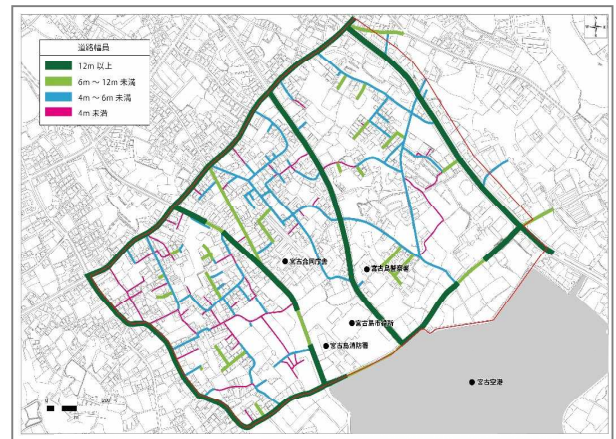 道路幅員
12m 以上
6m ～ 12m 未満
4m ～ 6m 未満
4m 未満
宮古合同庁舎
宮古島警察署
宮古島市役所
宮古島消防署
宮古空港